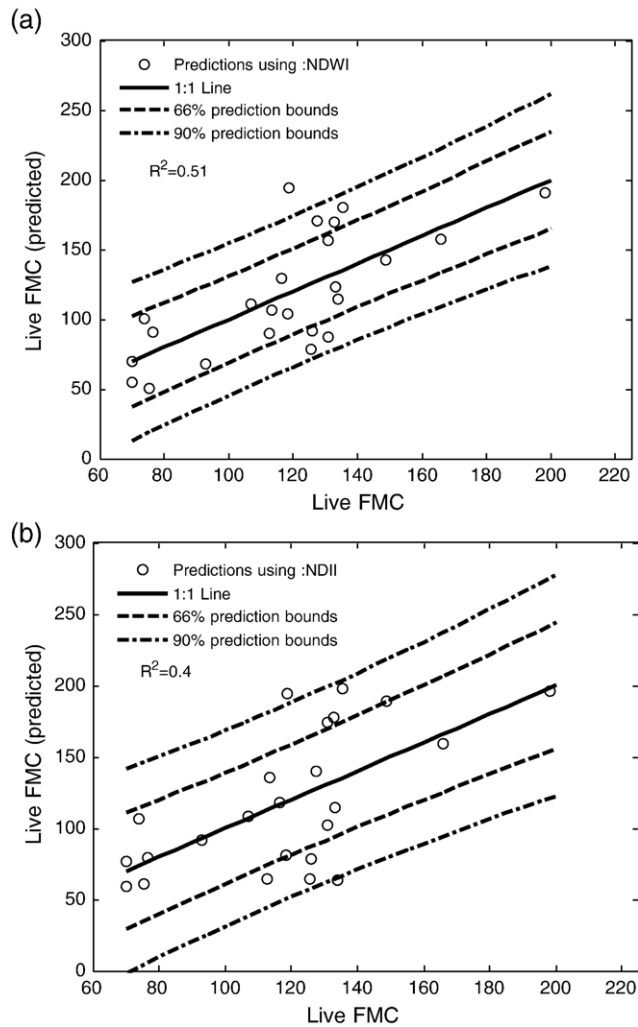 (a)
300
250
200
150
100
50
0
Live FMC (predicted)
Predictions using :NDWI
1:1 Line
66% prediction bounds
90% prediction bounds
R²=0.51
60 80 100 120 140 160 180 200 220
Live FMC
(b)
300
250
200
150
100
50
0
Live FMC (predicted)
Predictions using :NDII
1:1 Line
66% prediction bounds
90% prediction bounds
R²=0.4
60 80 100 120 140 160 180 200 220
Live FMC